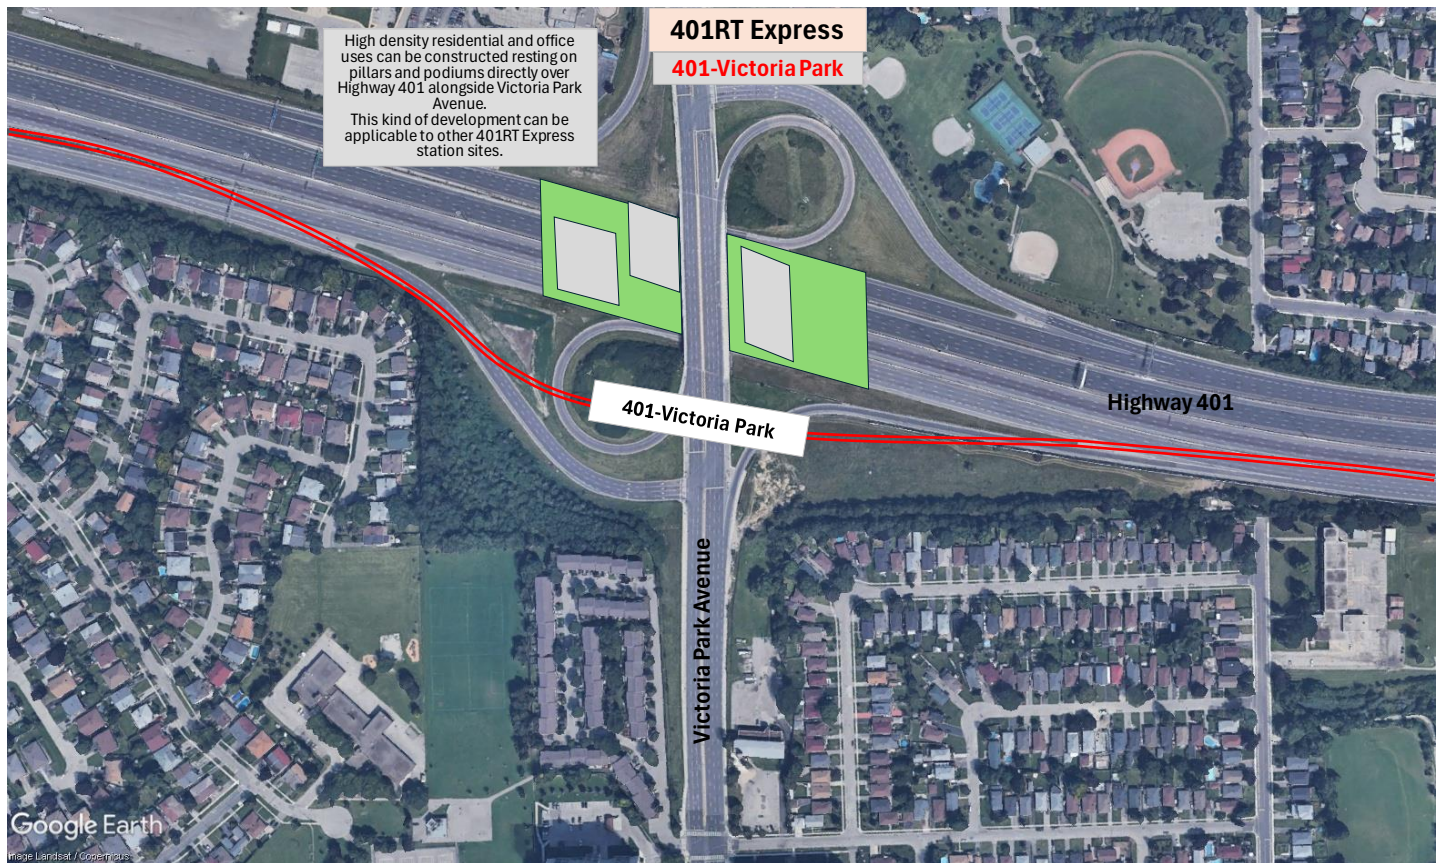 401RT Express
401-Victoria Park
High density residential and office
uses can be constructed resting on
pillars and podiums directly over
Highway 401 alongside Victoria Park
Avenue.
This kind of development can be
applicable to other 401RT Express
station sites.
Highway 401
401-Victoria Park
Victoria Park Avenue
Google Earth
Image Landsat / Copernicus